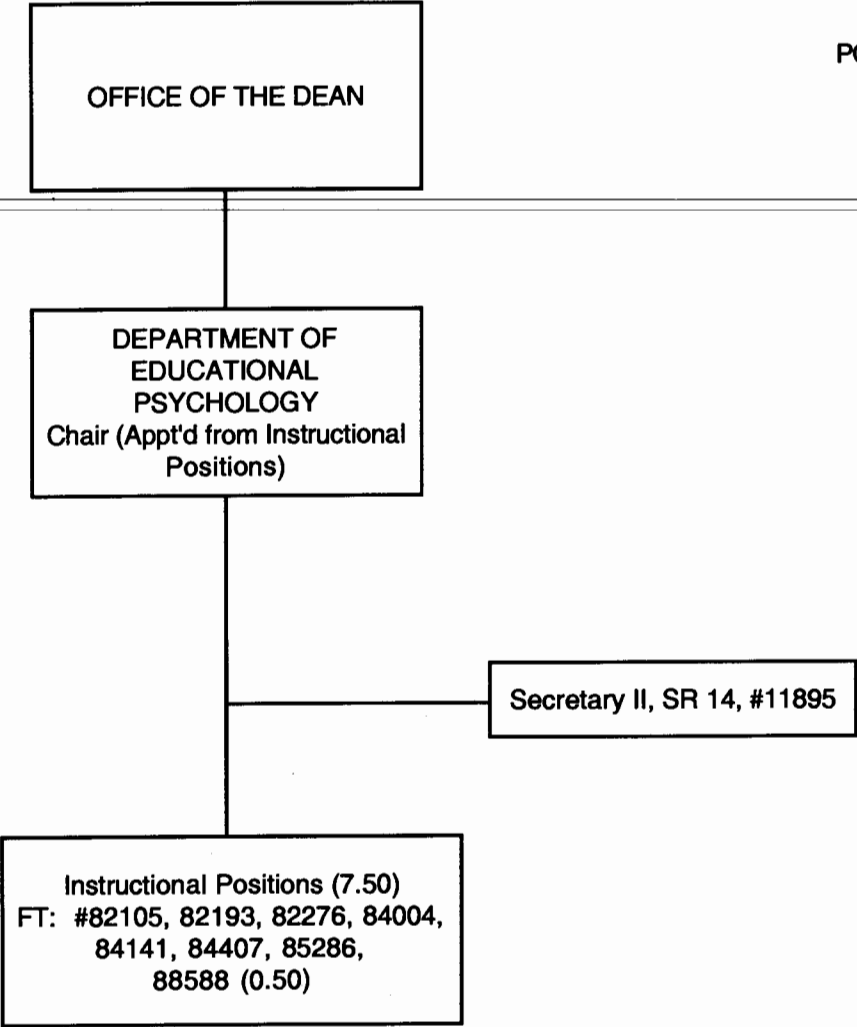 OFFICE OF THE DEAN
DEPARTMENT OF
EDUCATIONAL
PSYCHOLOGY
Chair (Appt'd from Instructional
Positions)
Secretary II, SR 14, #11895
Instructional Positions (7.50)
FT: #82105, 82193, 82276, 84004,
84141, 84407, 85286,
88588 (0.50)